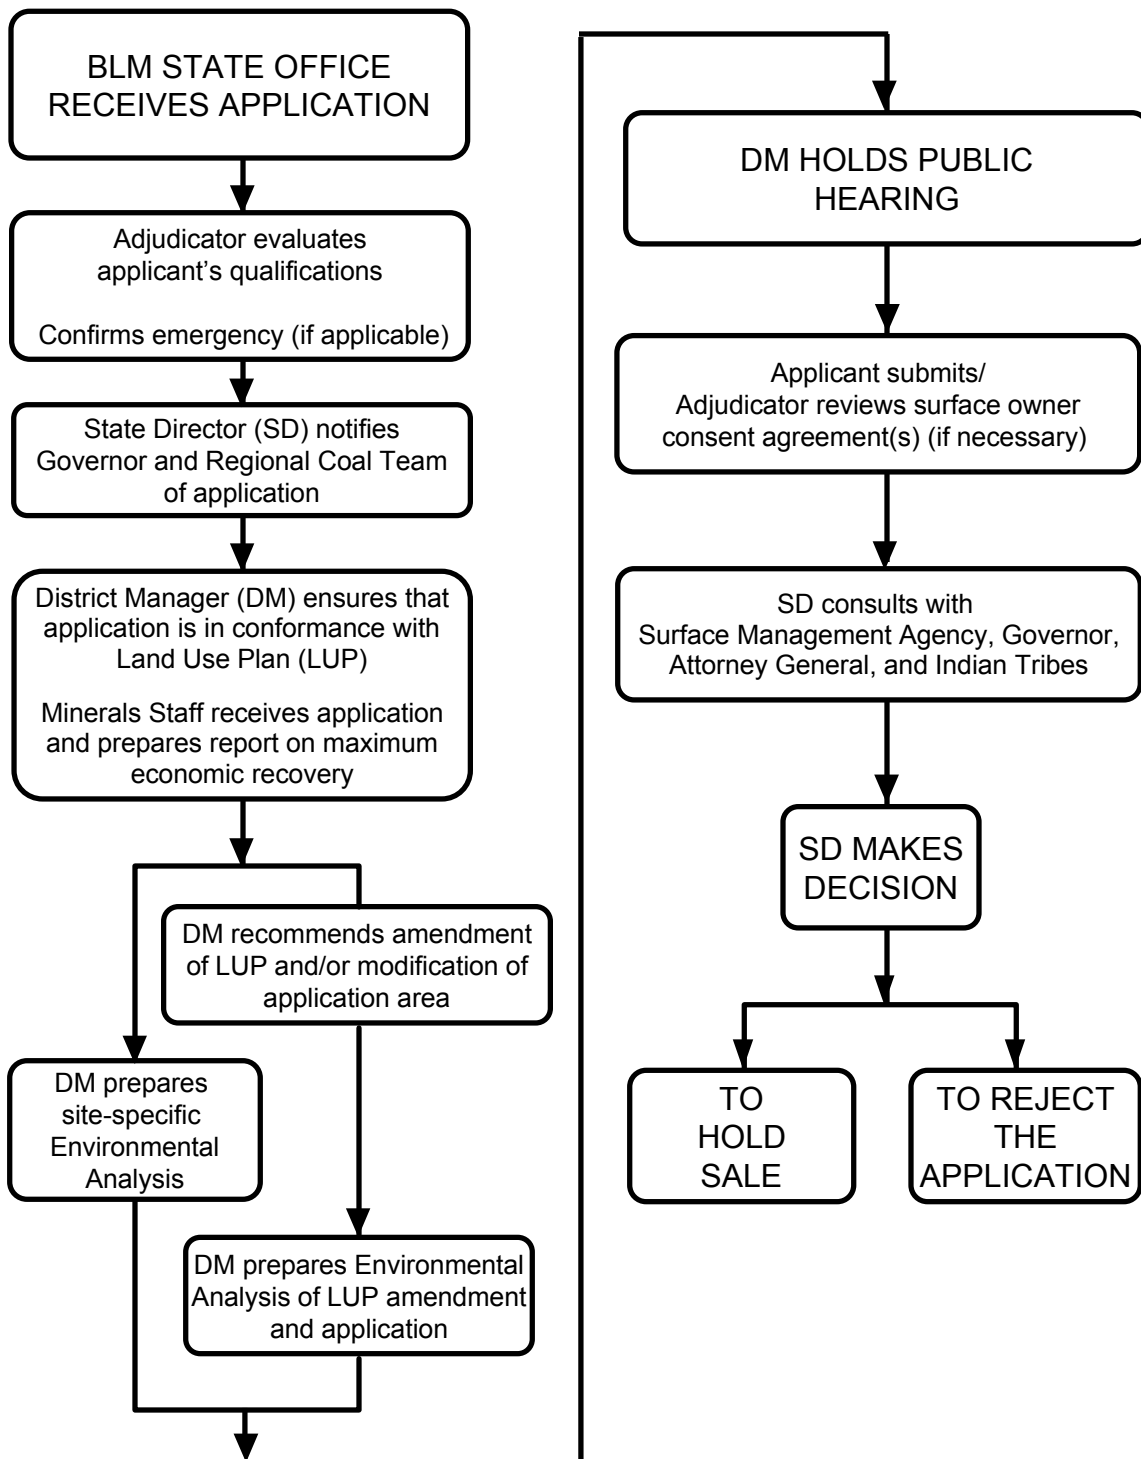 BLM STATE OFFICE
RECEIVES APPLICATION
Adjudicator evaluates
applicant’s qualifications
Confirms emergency (if applicable)
State Director (SD) notifies
Governor and Regional Coal Team
of application
District Manager (DM) ensures that
application is in conformance with
Land Use Plan (LUP)
Minerals Staff receives application
and prepares report on maximum
economic recovery
DM recommends amendment
of LUP and/or modification of
application area
DM prepares
site-specific
Environmental
Analysis
DM prepares Environmental
Analysis of LUP amendment
and application
DM HOLDS PUBLIC
HEARING
Applicant submits/
Adjudicator reviews surface owner
consent agreement(s) (if necessary)
SD consults with
Surface Management Agency, Governor,
Attorney General, and Indian Tribes
SD MAKES
DECISION
TO
HOLD
SALE
TO REJECT
THE
APPLICATION